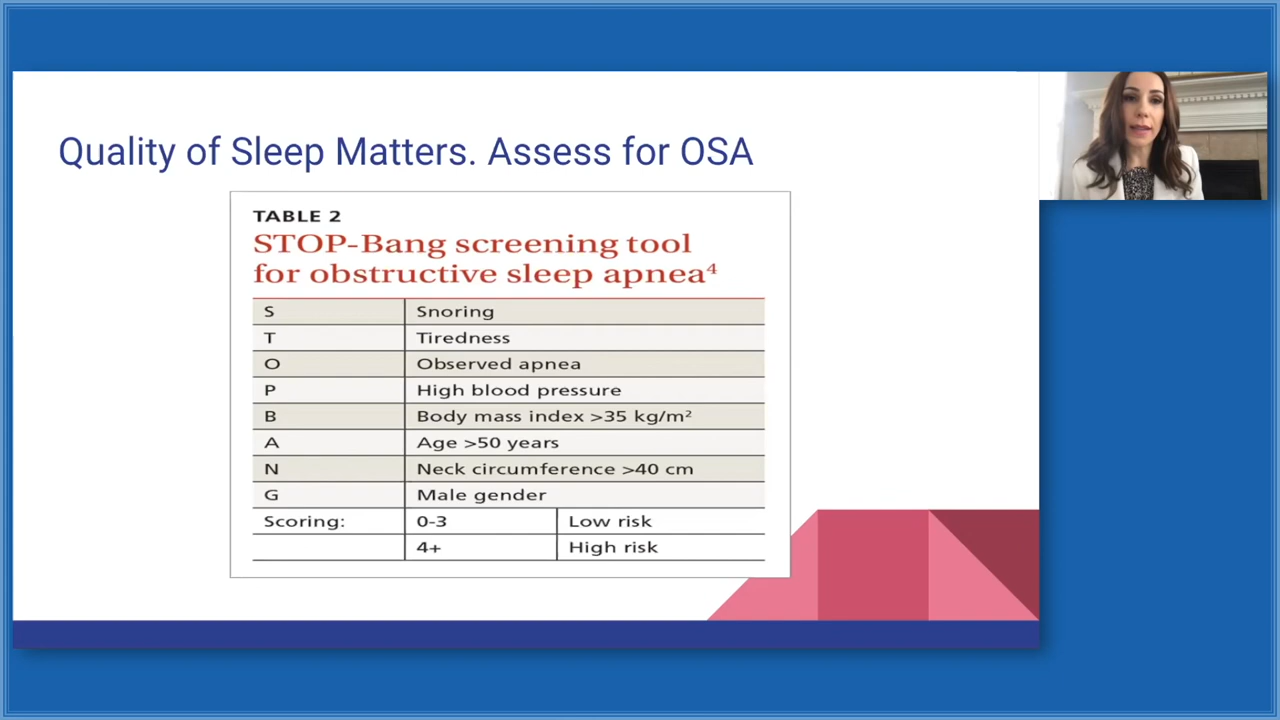 Quality of Sleep Matters. Assess for OSA
TABLE 2
STOP-Bang screening tool
for obstructive sleep apnea⁴
S Snoring
T Tiredness
O Observed apnea
P High blood pressure
B Body mass index >35 kg/m²
A Age >50 years
N Neck circumference >40 cm
G Male gender
Scoring: 0-3 Low risk
4+ High risk